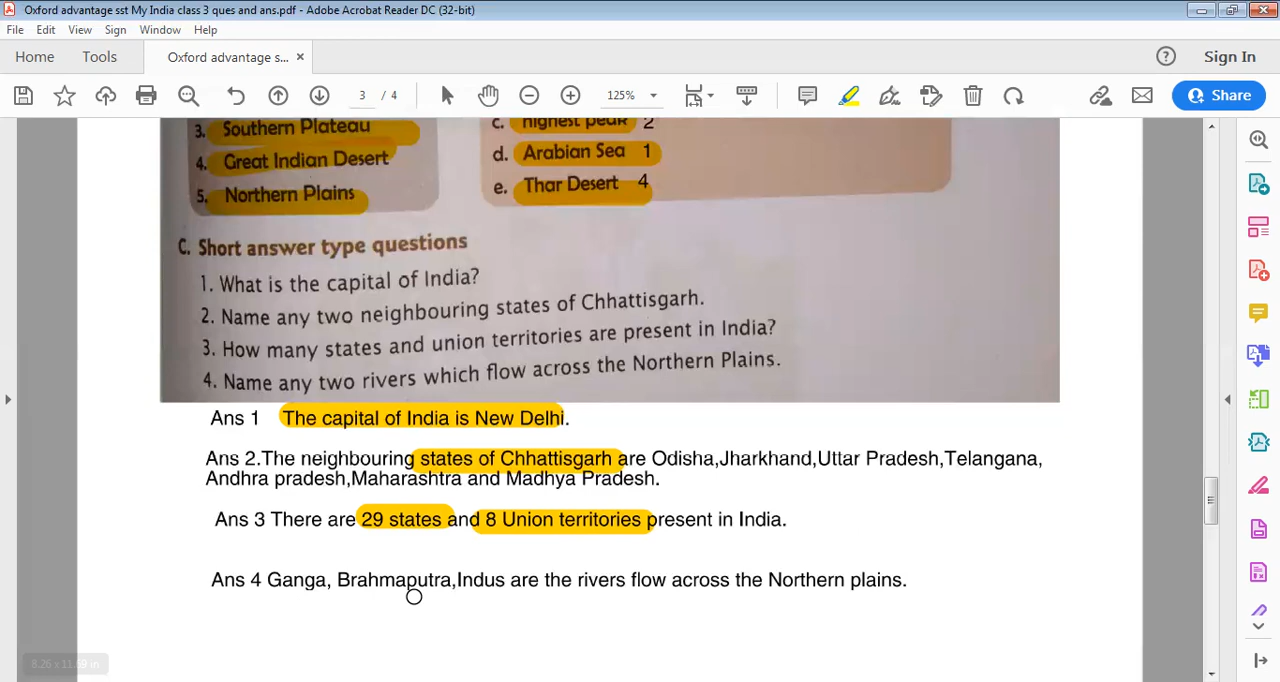 Oxford advantage sst My India class 3 ques and ans.pdf - Adobe Acrobat Reader DC (32-bit)
File Edit View Sign Window Help
Home Tools Oxford advantage s... × Sign In
3 / 4 125% Share
3. Southern Plateau
c. highest peak 2
4. Great Indian Desert
d. Arabian Sea 1
5. Northern Plains
e. Thar Desert 4
C. Short answer type questions
1. What is the capital of India?
2. Name any two neighbouring states of Chhattisgarh.
3. How many states and union territories are present in India?
4. Name any two rivers which flow across the Northern Plains.
Ans 1 The capital of India is New Delhi.
Ans 2.The neighbouring states of Chhattisgarh are Odisha,Jharkhand,Uttar Pradesh,Telangana,
Andhra pradesh,Maharashtra and Madhya Pradesh.
Ans 3 There are 29 states and 8 Union territories present in India.
Ans 4 Ganga, Brahmaputra,Indus are the rivers flow across the Northern plains.
8.26 x 11.69 in